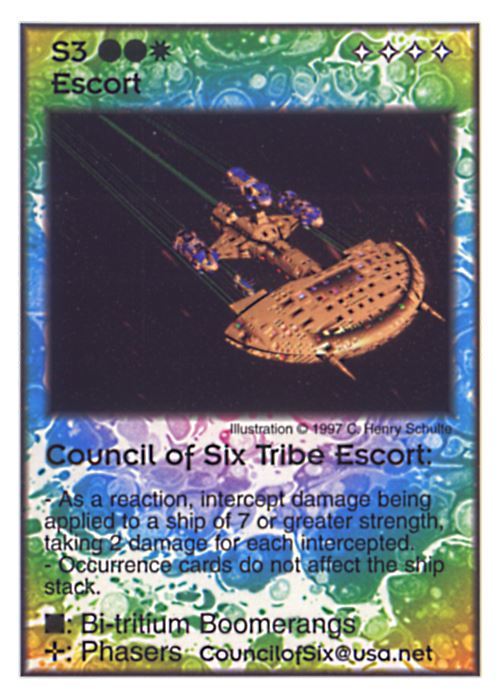 S3
Escort
Illustration © 1997 C. Henry Schulte
Council of Six Tribe Escort:
- As a reaction, intercept damage being
applied to a ship of 7 or greater strength,
taking 2 damage for each intercepted.
- Occurrence cards do not affect the ship
stack.
■: Bi-tritium Boomerangs
✛: Phasers CouncilofSix@usa.net